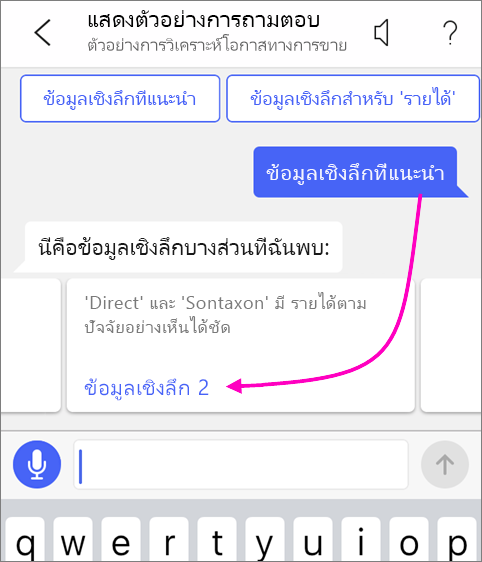 แสดงตัวอย่างการถามตอบ
ตัวอย่างการวิเคราะห์โอกาสทางการขาย
?
ข้อมูลเชิงลึกที่แนะนำ
ข้อมูลเชิงลึกสำหรับ 'รายได้'
ข้อมูลเชิงลึกที่แนะนำ
นี่คือข้อมูลเชิงลึกบางส่วนที่ฉันพบ:
'Direct' และ 'Sontaxon' มี รายได้ตาม
ปัจจัยอย่างเห็นได้ชัด
ข้อมูลเชิงลึก 2
q w e r t y u i o p